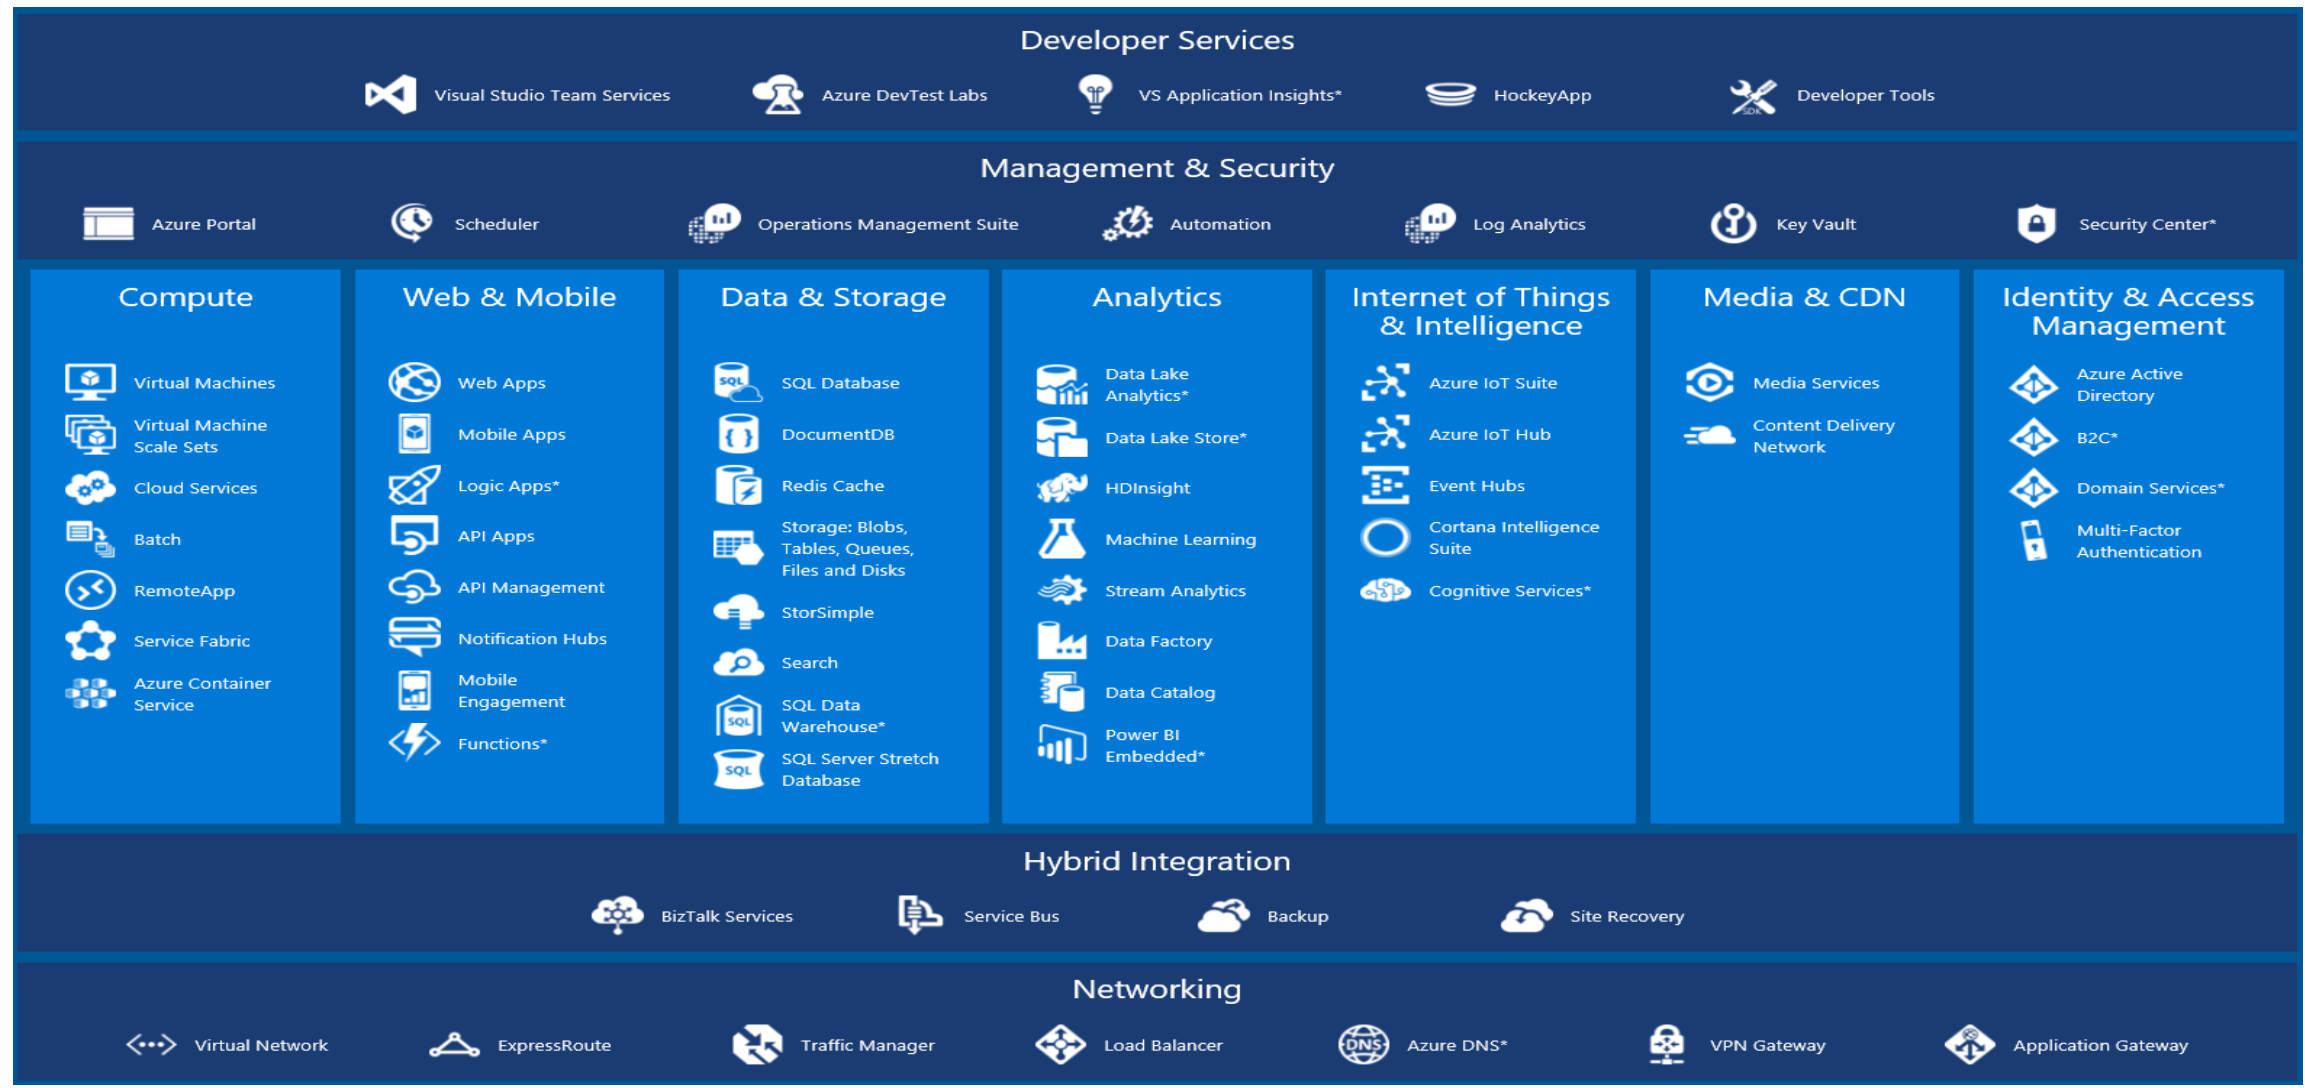 Developer Services
Visual Studio Team Services
Azure DevTest Labs
VS Application Insights*
HockeyApp
SDK
Developer Tools
Management & Security
Azure Portal
Scheduler
Operations Management Suite
Automation
Log Analytics
Key Vault
Security Center*
Compute
Virtual Machines
Virtual Machine
Scale Sets
Cloud Services
Batch
RemoteApp
Service Fabric
Azure Container
Service
Web & Mobile
Web Apps
Mobile Apps
Logic Apps*
API Apps
API Management
Notification Hubs
Mobile
Engagement
Functions*
Data & Storage
SQL
SQL Database
DocumentDB
Redis Cache
Storage: Blobs,
Tables, Queues,
Files and Disks
StorSimple
Search
SQL
SQL Data
Warehouse*
SQL
SQL Server Stretch
Database
Analytics
Data Lake
Analytics*
Data Lake Store*
HDInsight
Machine Learning
Stream Analytics
Data Factory
Data Catalog
Power BI
Embedded*
Internet of Things
& Intelligence
Azure IoT Suite
Azure IoT Hub
Event Hubs
Cortana Intelligence
Suite
Cognitive Services*
Media & CDN
Media Services
Content Delivery
Network
Identity & Access
Management
Azure Active
Directory
B2C*
Domain Services*
Multi-Factor
Authentication
Hybrid Integration
BizTalk Services
Service Bus
Backup
Site Recovery
Networking
Virtual Network
ExpressRoute
Traffic Manager
Load Balancer
DNS
Azure DNS*
VPN Gateway
Application Gateway